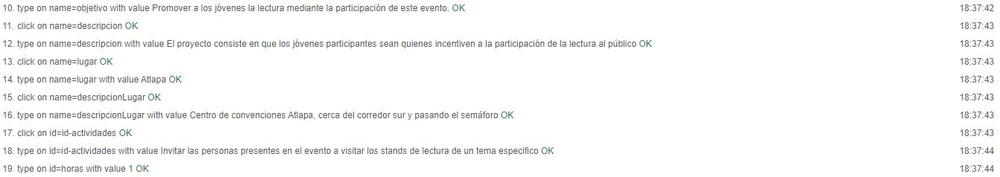 10. type on name=objetivo with value Promover a los jóvenes la lectura mediante la participación de este evento. OK 18:37:42
11. click on name=descripcion OK 18:37:43
12. type on name=descripcion with value El proyecto consiste en que los jóvenes participantes sean quienes incentiven a la participación de la lectura al público OK 18:37:43
13. click on name=lugar OK 18:37:43
14. type on name=lugar with value Atlapa OK 18:37:43
15. click on name=descripcionLugar OK 18:37:43
16. type on name=descripcionLugar with value Centro de convenciones Atlapa, cerca del corredor sur y pasando el semáforo OK 18:37:43
17. click on id=id-actividades OK 18:37:43
18. type on id=id-actividades with value Invitar las personas presentes en el evento a visitar los stands de lectura de un tema especifico OK 18:37:44
19. type on id=horas with value 1 OK 18:37:44